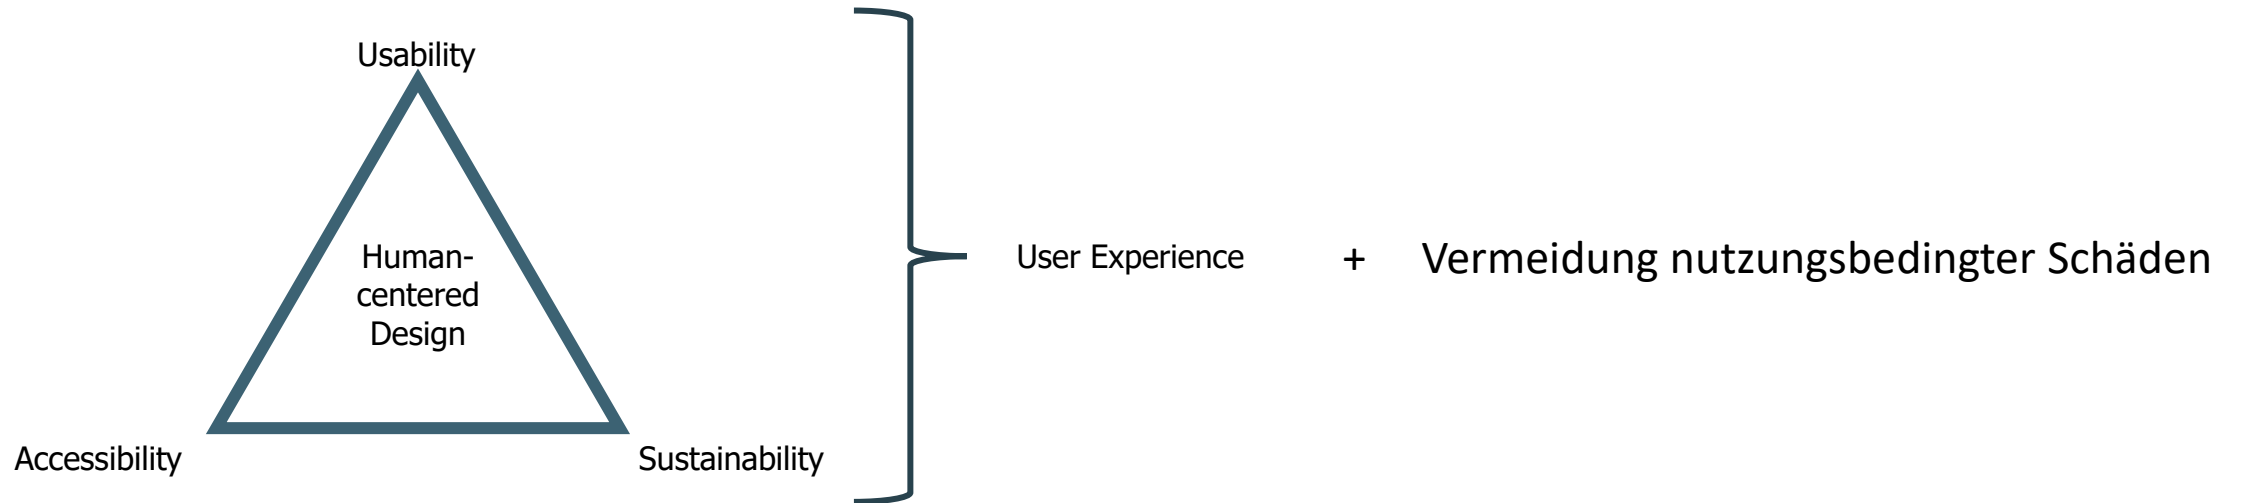 Usability
Human-
centered
Design
Accessibility
Sustainability
User Experience
+
Vermeidung nutzungsbedingter Schäden